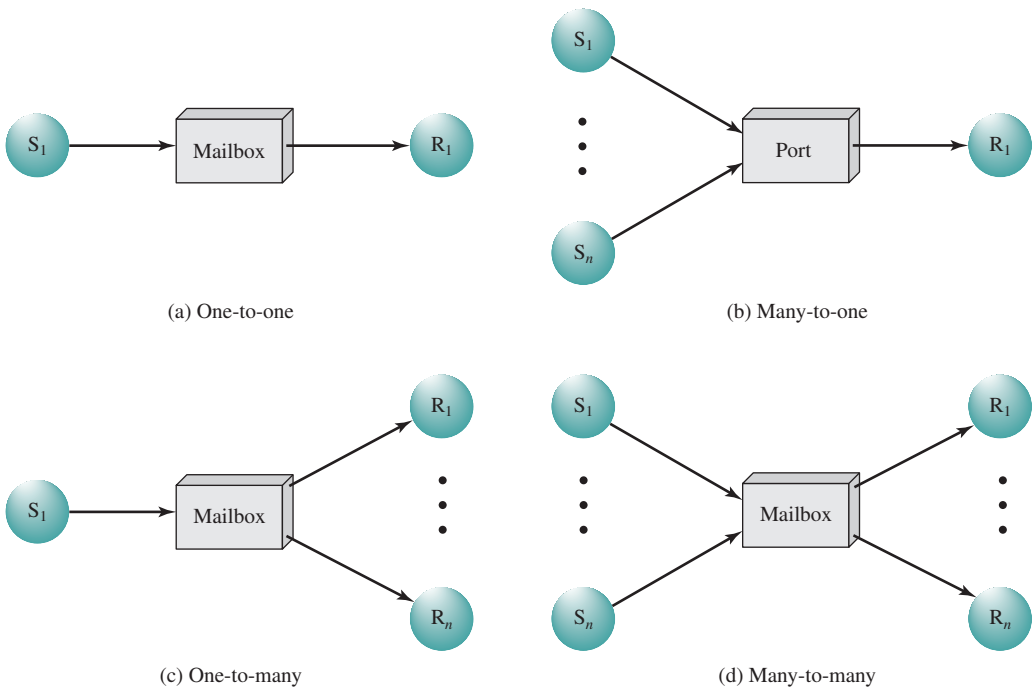 S1
Mailbox
R1
(a) One-to-one
S1
Sn
Port
R1
(b) Many-to-one
S1
Mailbox
R1
Rn
(c) One-to-many
S1
Sn
Mailbox
R1
Rn
(d) Many-to-many